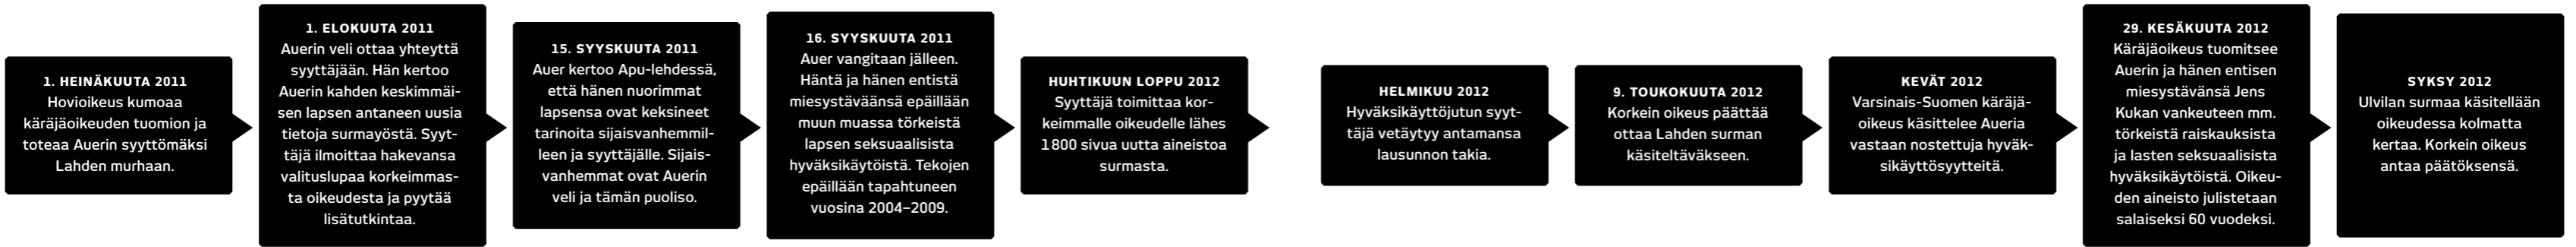 1. HEINÄKUUTA 2011
Hovioikeus kumoaa
käräjäoikeuden tuomion ja
toteaa Auerin syyttömäksi
Lahden murhaan.
1. ELOKUUTA 2011
Auerin veli ottaa yhteyttä
syyttäjään. Hän kertoo
Auerin kahden keskimmäi-
sen lapsen antaneen uusia
tietoja surmayöstä. Syyt-
täjä ilmoittaa hakevansa
valituslupaa korkeimmas-
ta oikeudesta ja pyytää
lisätutkintaa.
15. SYYSKUUTA 2011
Auer kertoo Apu-lehdessä,
että hänen nuorimmat
lapsensa ovat keksineet
tarinoita sijaisvanhemmil-
leen ja syyttäjälle. Sijais-
vanhemmat ovat Auerin
veli ja tämän puoliso.
16. SYYSKUUTA 2011
Auer vangitaan jälleen.
Häntä ja hänen entistä
miesystäväänsä epäillään
muun muassa törkeistä
lapsen seksuaalisista
hyväksikäytöistä. Tekojen
epäillään tapahtuneen
vuosina 2004–2009.
HUHTIKUUN LOPPU 2012
Syyttäjä toimittaa kor-
keimmalle oikeudelle lähes
1800 sivua uutta aineistoa
surmasta.
HELMIKUU 2012
Hyväksikäyttöjutun syyt-
täjä vetäytyy antamansa
lausunnon takia.
9. TOUKOKUUTA 2012
Korkein oikeus päättää
ottaa Lahden surman
käsiteltäväkseen.
KEVÄT 2012
Varsinais-Suomen käräjä-
oikeus käsittelee Aueria
vastaan nostettuja hyväk-
sikäyttösyytteitä.
29. KESÄKUUTA 2012
Käräjäoikeus tuomitsee
Auerin ja hänen entisen
miesystävänsä Jens
Kukan vankeuteen mm.
törkeistä raiskauksista
ja lasten seksuaalisista
hyväksikäytöistä. Oikeu-
den aineisto julistetaan
salaiseksi 60 vuodeksi.
SYKSY 2012
Ulvilan surmaa käsitellään
oikeudessa kolmatta
kertaa. Korkein oikeus
antaa päätöksensä.